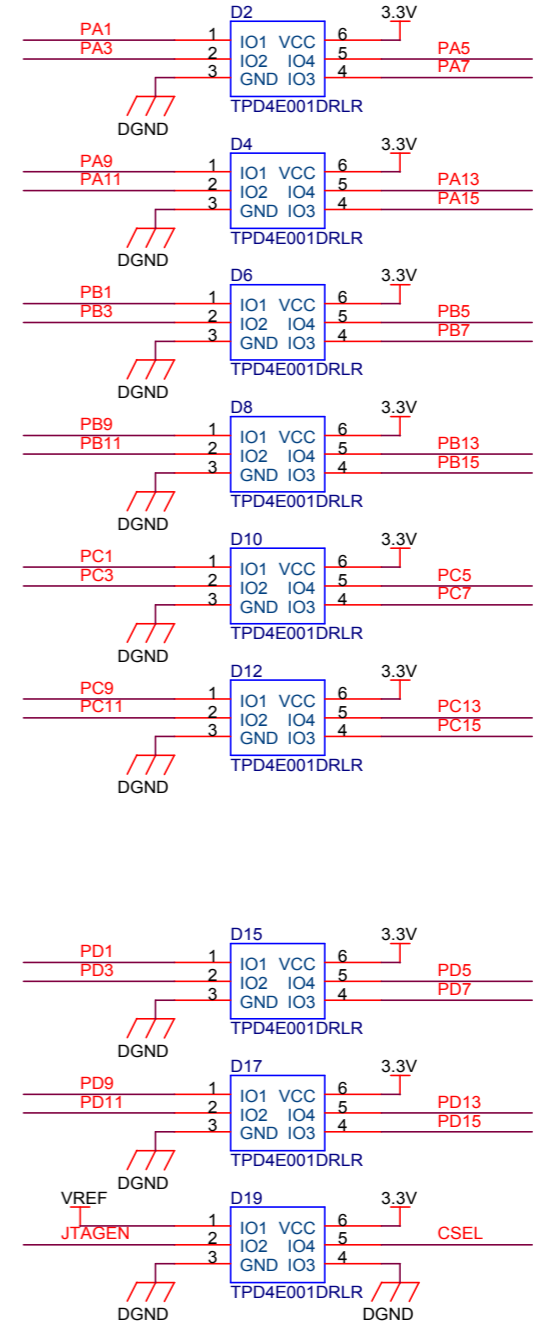 D2 3.3V
PA1 1 IO1 VCC 6
PA3 2 IO2 IO4 5 PA5
3 GND IO3 4 PA7
TPD4E001DRLR
DGND
D4 3.3V
PA9 1 IO1 VCC 6
PA11 2 IO2 IO4 5 PA13
3 GND IO3 4 PA15
TPD4E001DRLR
DGND
D6 3.3V
PB1 1 IO1 VCC 6
PB3 2 IO2 IO4 5 PB5
3 GND IO3 4 PB7
TPD4E001DRLR
DGND
D8 3.3V
PB9 1 IO1 VCC 6
PB11 2 IO2 IO4 5 PB13
3 GND IO3 4 PB15
TPD4E001DRLR
DGND
D10 3.3V
PC1 1 IO1 VCC 6
PC3 2 IO2 IO4 5 PC5
3 GND IO3 4 PC7
TPD4E001DRLR
DGND
D12 3.3V
PC9 1 IO1 VCC 6
PC11 2 IO2 IO4 5 PC13
3 GND IO3 4 PC15
TPD4E001DRLR
DGND
D15 3.3V
PD1 1 IO1 VCC 6
PD3 2 IO2 IO4 5 PD5
3 GND IO3 4 PD7
TPD4E001DRLR
DGND
D17 3.3V
PD9 1 IO1 VCC 6
PD11 2 IO2 IO4 5 PD13
3 GND IO3 4 PD15
TPD4E001DRLR
DGND
VREF D19 3.3V
1 IO1 VCC 6
JTAGEN 2 IO2 IO4 5 CSEL
3 GND IO3 4
TPD4E001DRLR
DGND DGND